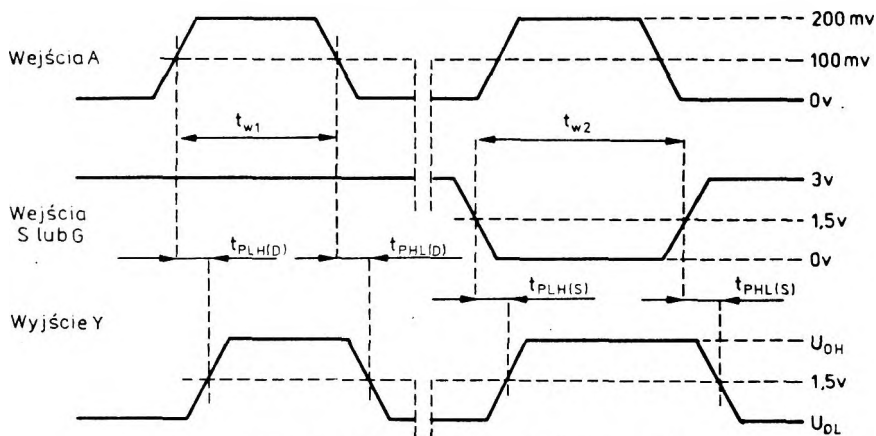 200 mv
Wejścia A
100 mv
0v
t_w1
t_w2
3v
Wejścia
S lub G
1,5v
t_PLH(D)
t_PHL(D)
0v
t_PLH(S)
t_PHL(S)
Wyjście Y
U_OH
1,5v
U_OL